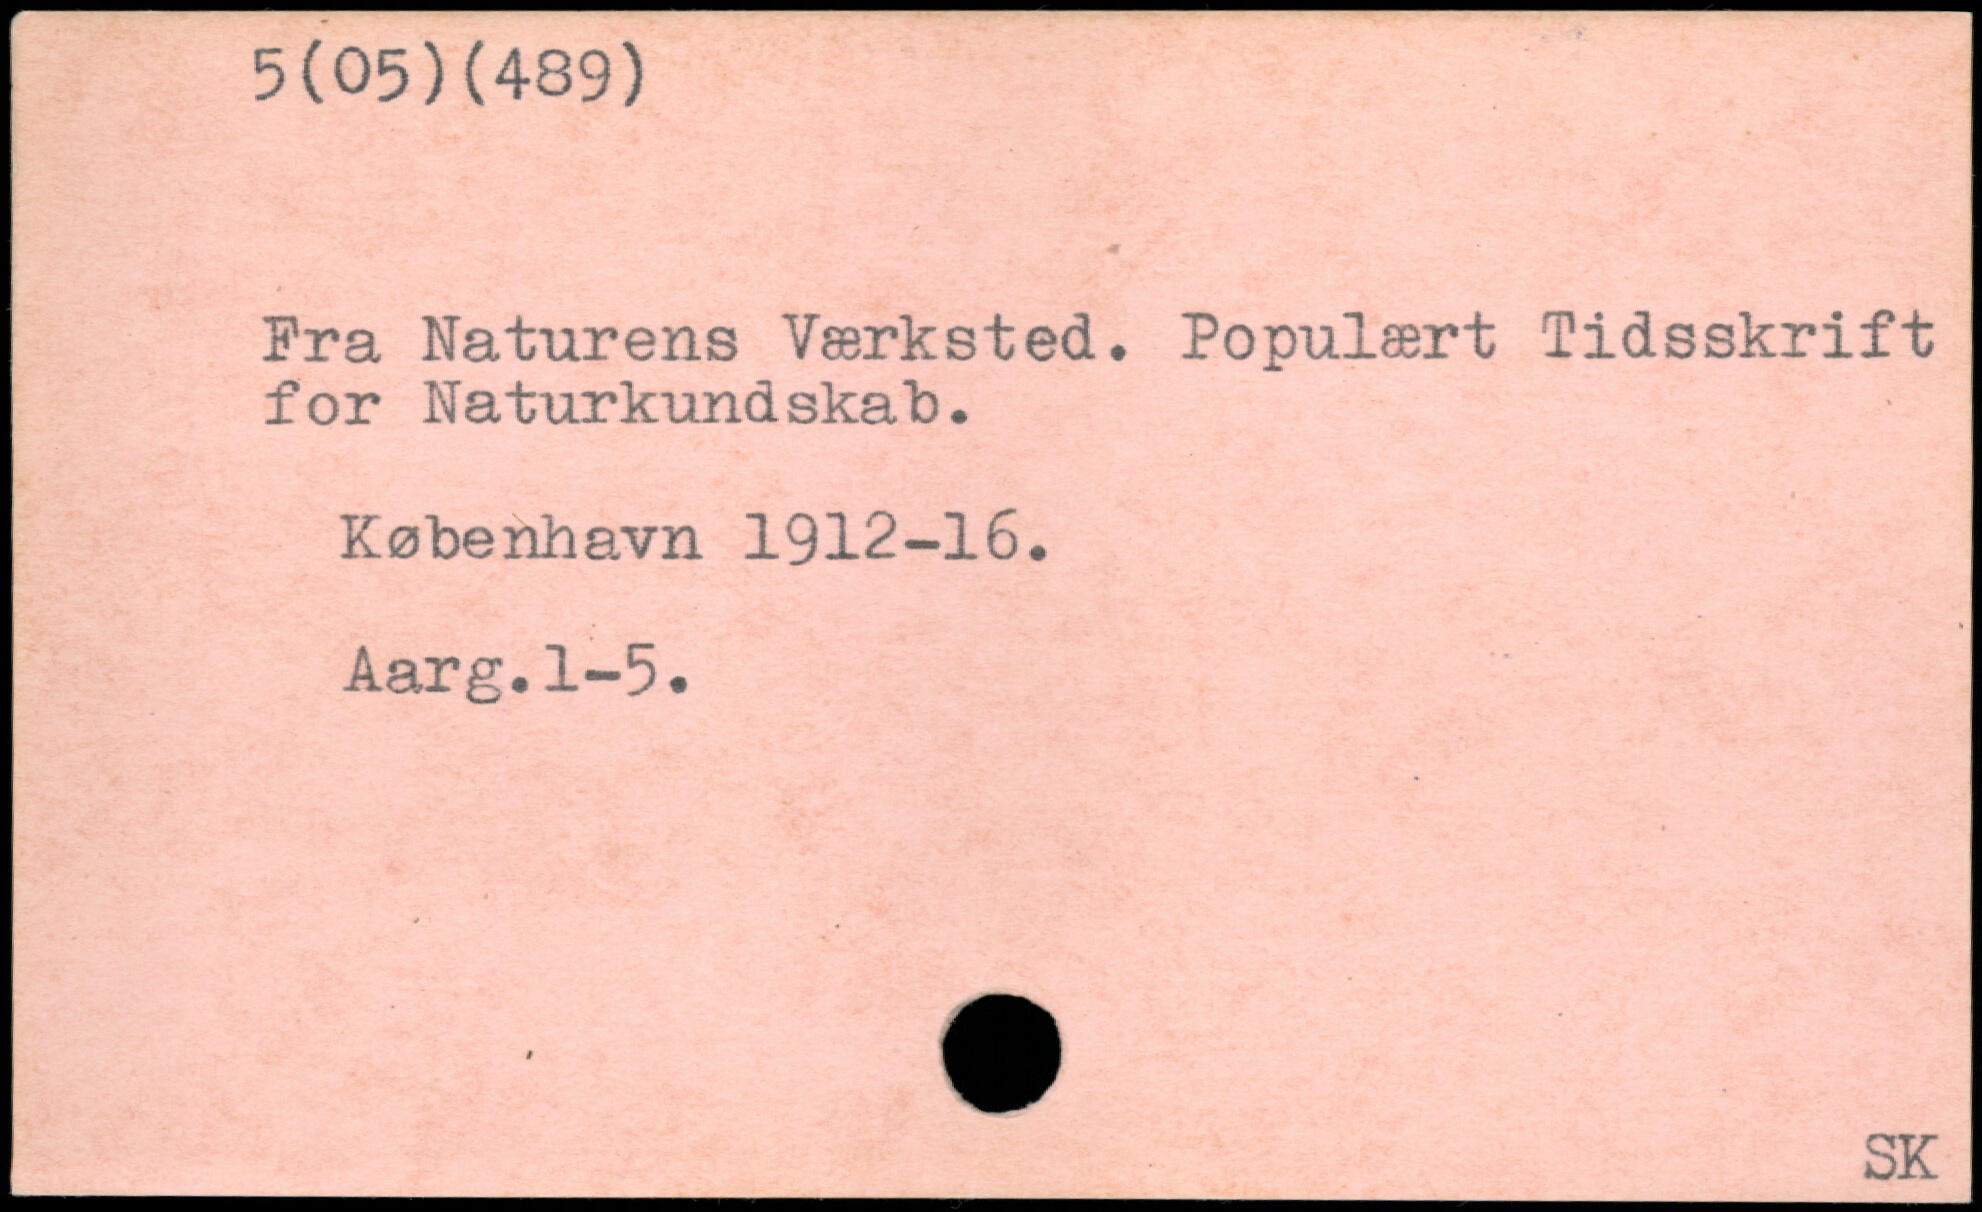 5(05)(489)
Fra Naturens Værksted. Populært Tidsskrift
for Naturkundskab.
København 1912-16.
Aarg.1-5.
SK